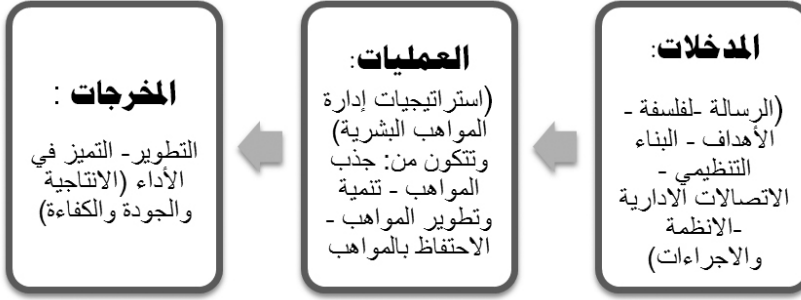 المدخلات:
(الرسالة -لفلسفة -
الأهداف - البناء
التنظيمي -
الاتصالات الادارية
-الانظمة
والاجراءات)
العمليات:
(استراتيجيات إدارة
المواهب البشرية)
وتتكون من: جذب
المواهب - تنمية
وتطوير المواهب -
الاحتفاظ بالمواهب
المخرجات :
التطوير- التميز في
الأداء (الانتاجية
والجودة والكفاءة)